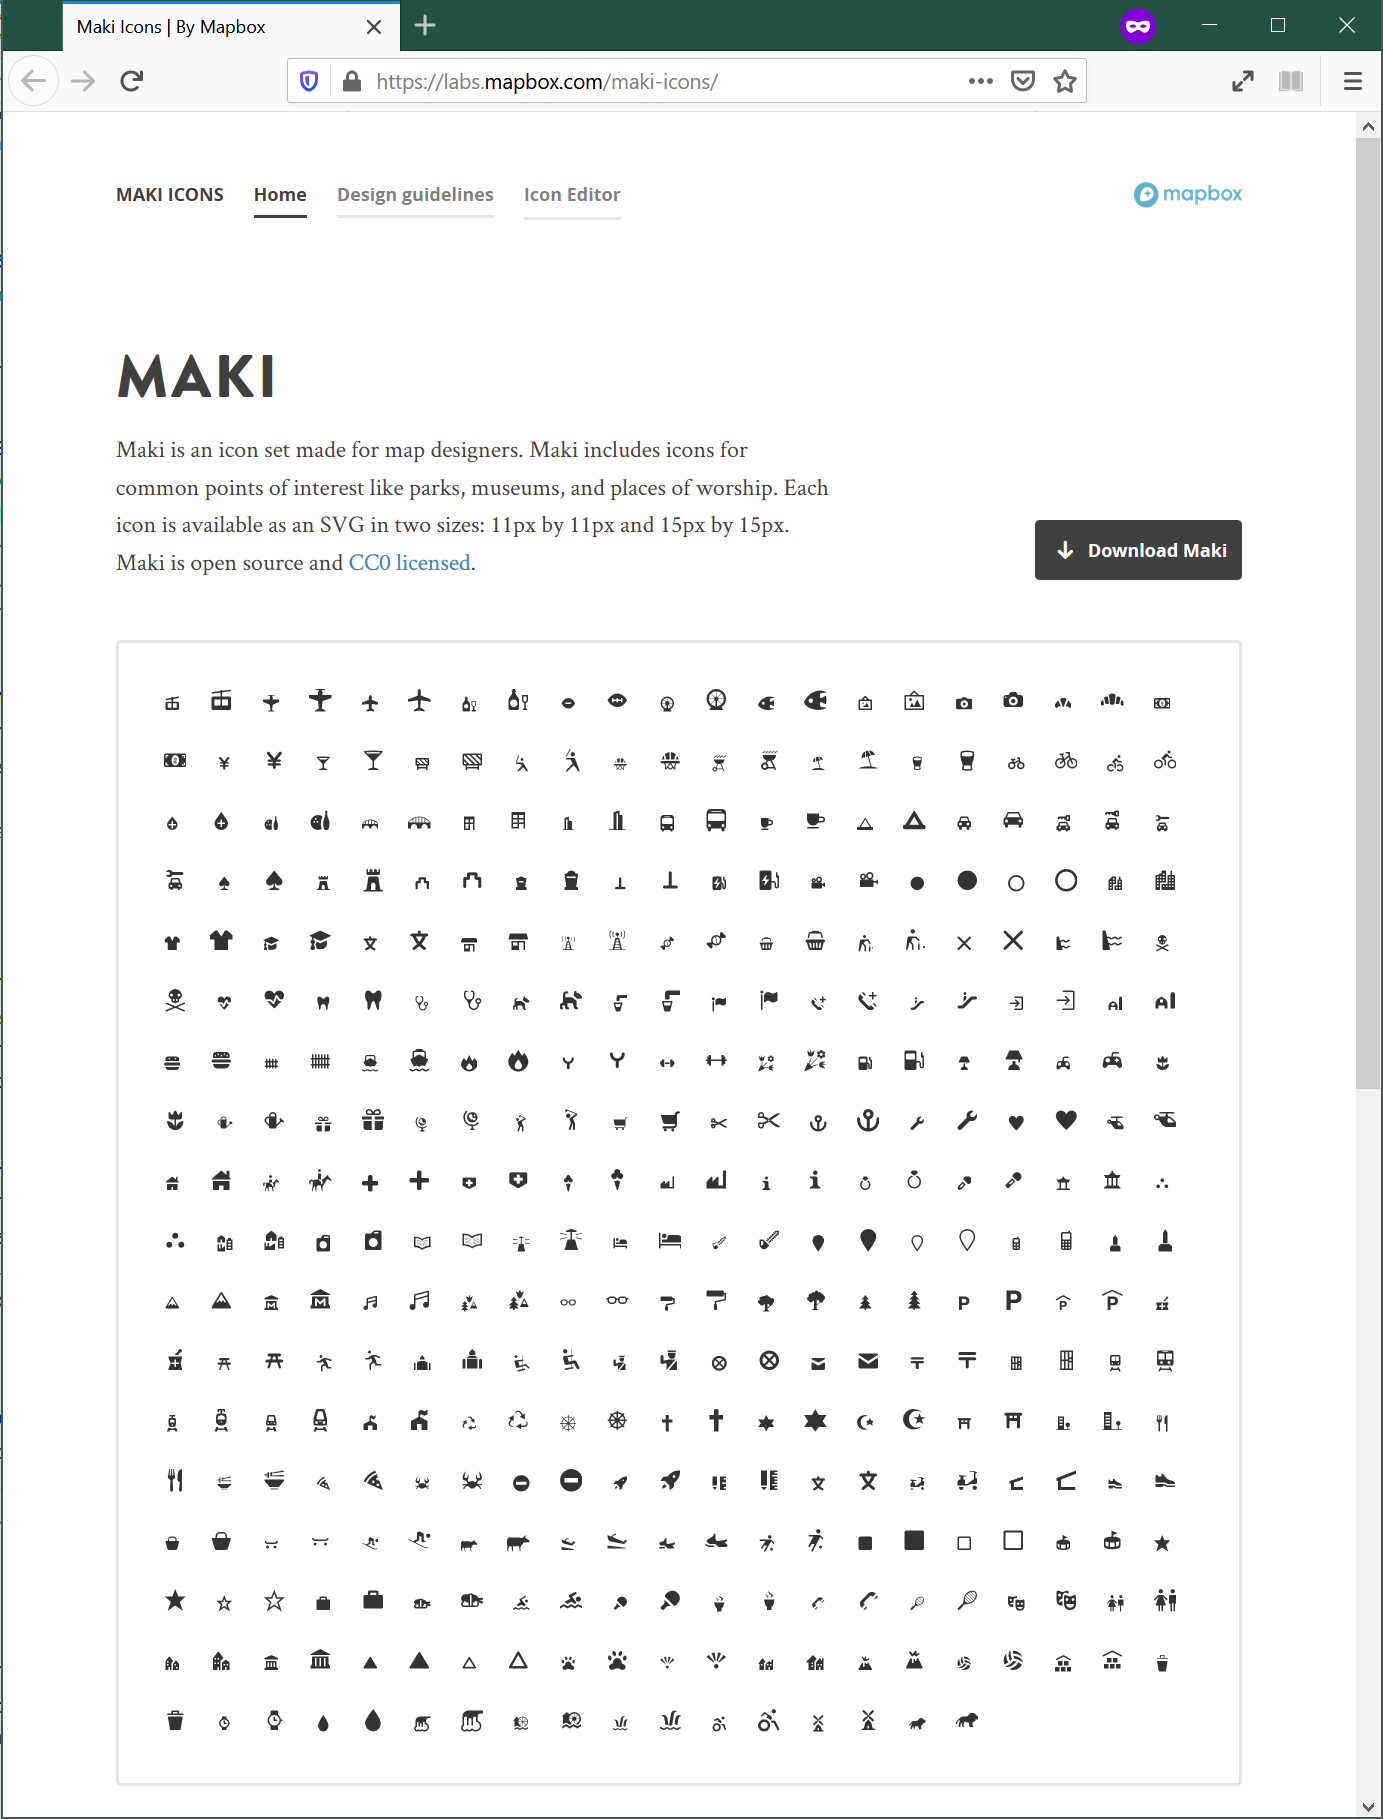 Maki Icons | By Mapbox
https://labs.mapbox.com/maki-icons/
MAKI ICONS Home Design guidelines Icon Editor
mapbox
MAKI
Maki is an icon set made for map designers. Maki includes icons for
common points of interest like parks, museums, and places of worship. Each
icon is available as an SVG in two sizes: 11px by 11px and 15px by 15px.
Maki is open source and CC0 licensed.
Download Maki